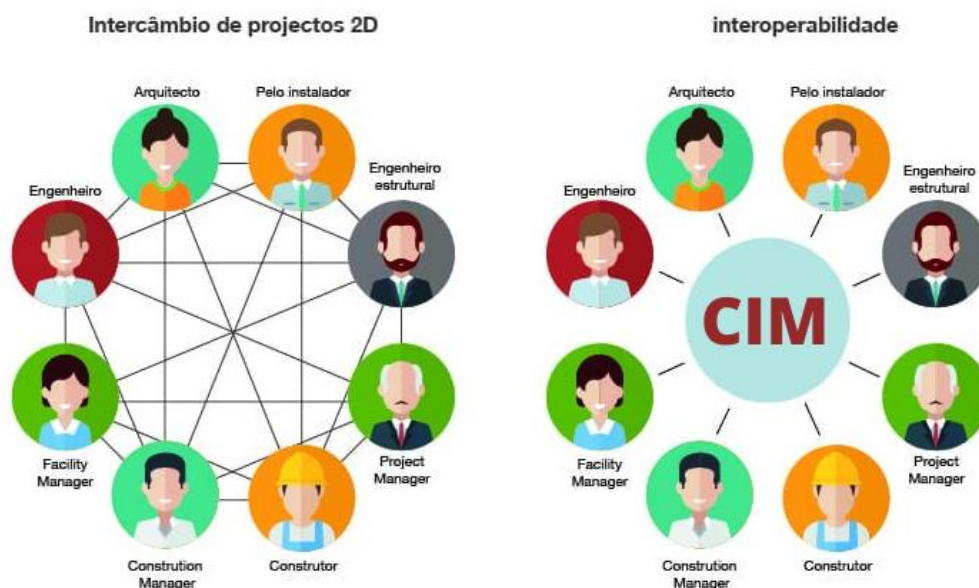 Intercâmbio de projectos 2D
Arquitecto
Pelo instalador
Engenheiro
Engenheiro
estrutural
Facility
Manager
Project
Manager
Constrution
Manager
Construtor
interoperabilidade
Arquitecto
Pelo instalador
Engenheiro
Engenheiro
estrutural
CIM
Facility
Manager
Project
Manager
Constrution
Manager
Construtor